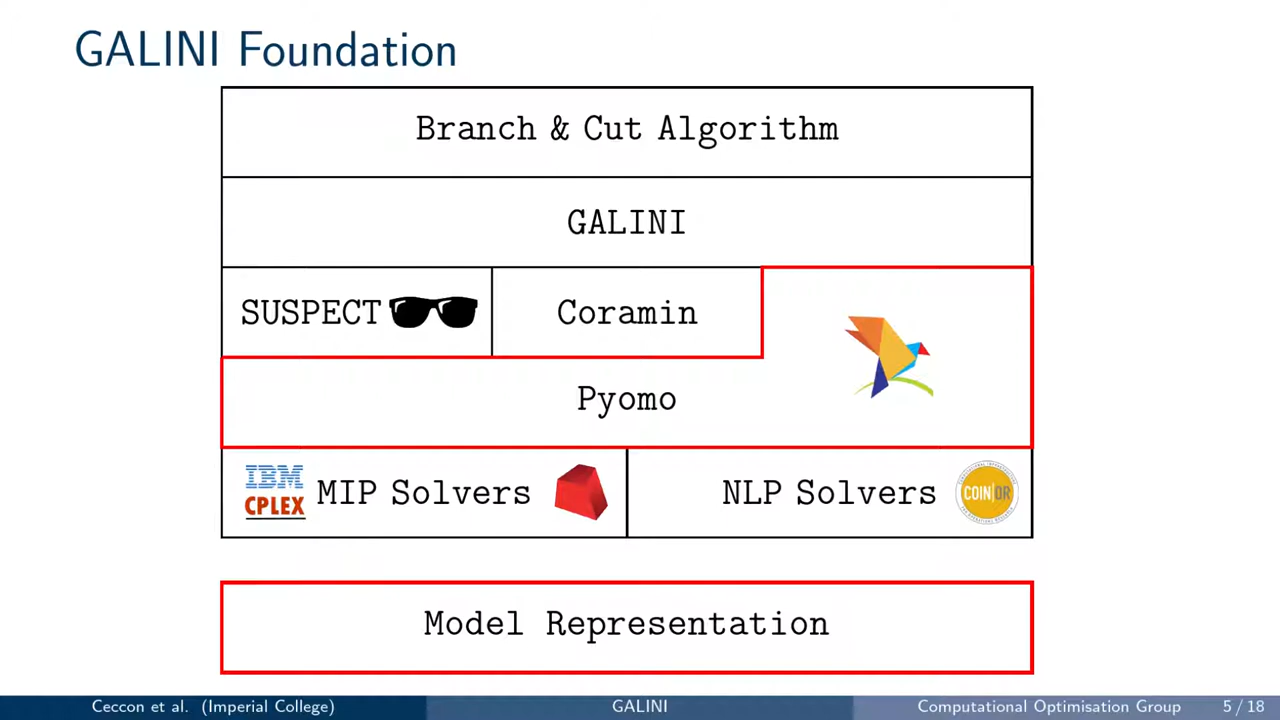 GALINI Foundation
Branch & Cut Algorithm
GALINI
SUSPECT
Coramin
Pyomo
IBM
CPLEX
MIP Solvers
NLP Solvers
COIN|OR
Model Representation
Ceccon et al. (Imperial College)
GALINI
Computational Optimisation Group
5 / 18